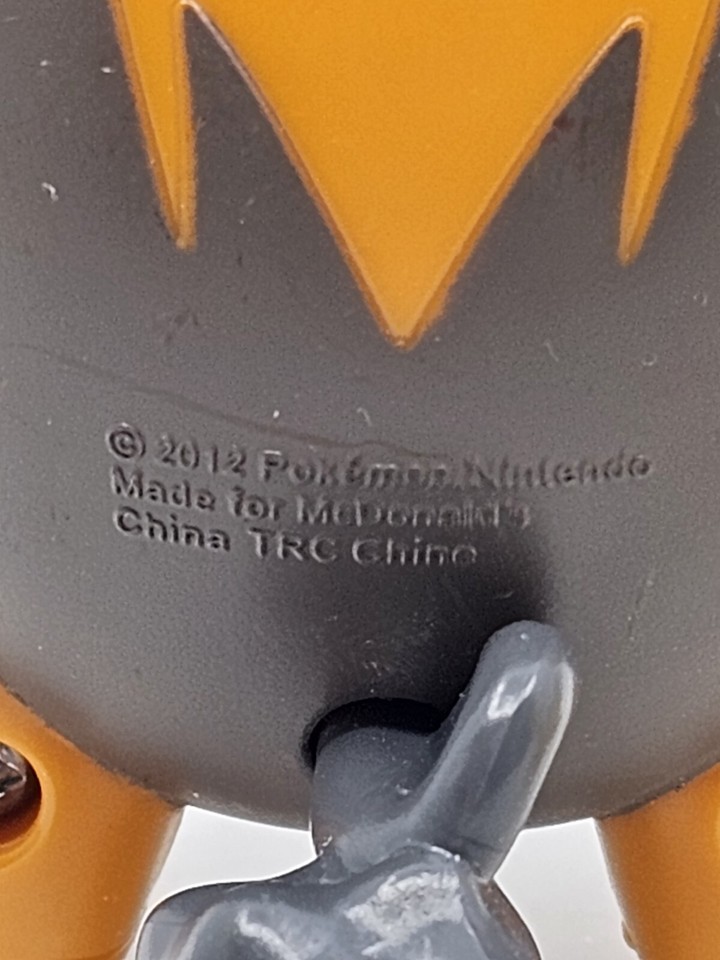 © 2012 Pokémon/Nintendo
Made for McDonald's
China TRC Chine